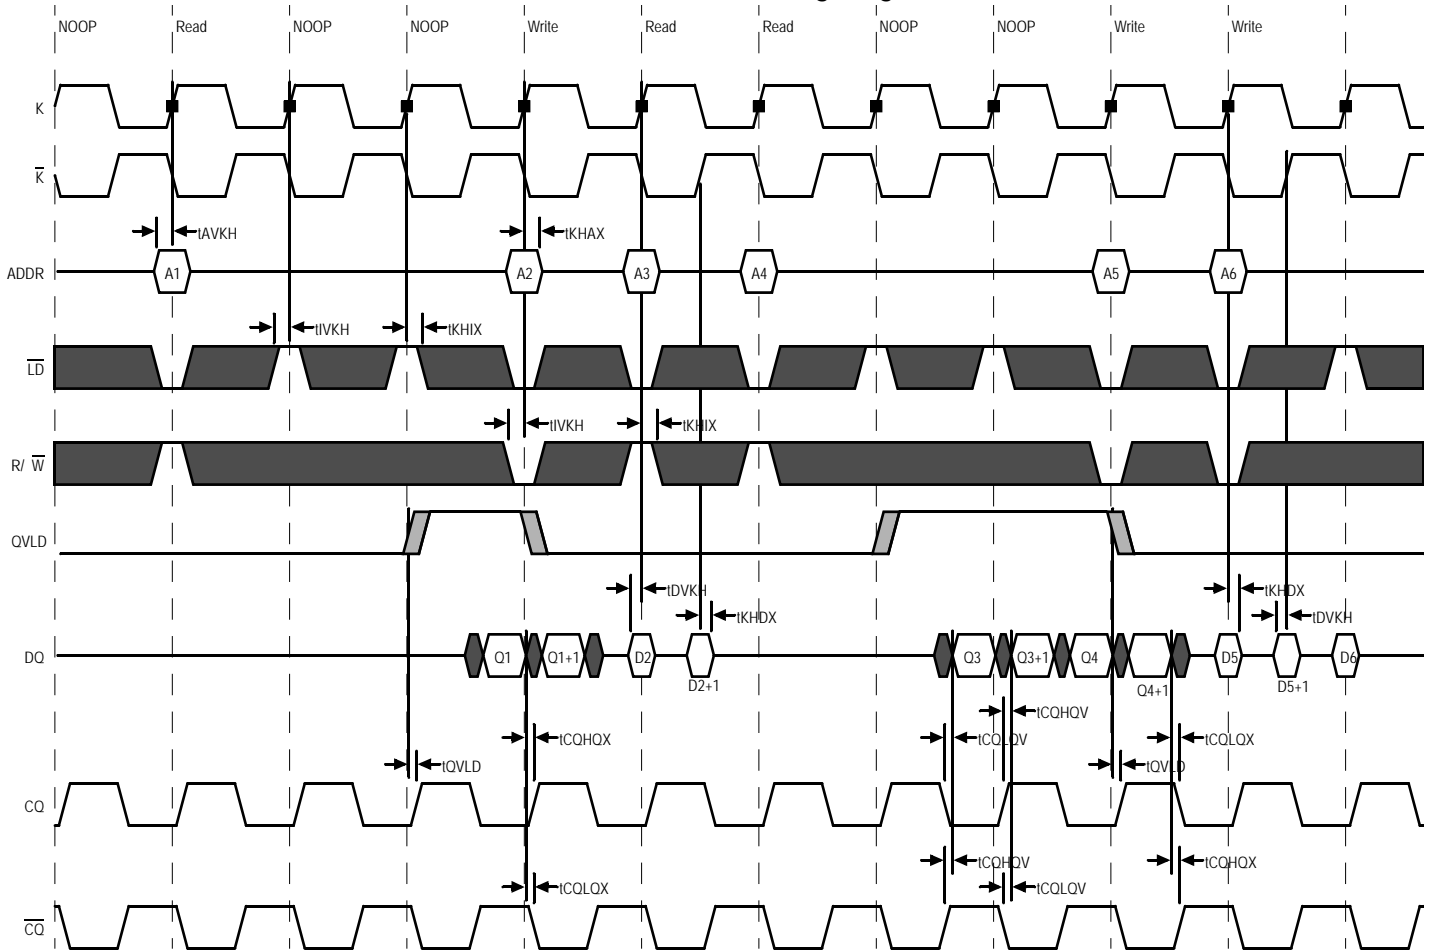 NOOP Read NOOP NOOP Write Read Read NOOP NOOP Write Write
K
K
tAVKH tKHAX
ADDR A1 A2 A3 A4 A5 A6
tIVKH tKHIX
LD
tIVKH tKHIX
R/ W
QVLD
tDVKH tKHDX
tKHDX tDVKH
DQ Q1 Q1+1 D2 Q3 Q3+1 Q4 D5 D6
D2+1 Q4+1 D5+1
tCQHQV
tCQHQX tCQLQV tCQLQX
tQVLD tQVLD
CQ
tCQHQV tCQHQX
tCQLQX tCQLQV
CQ